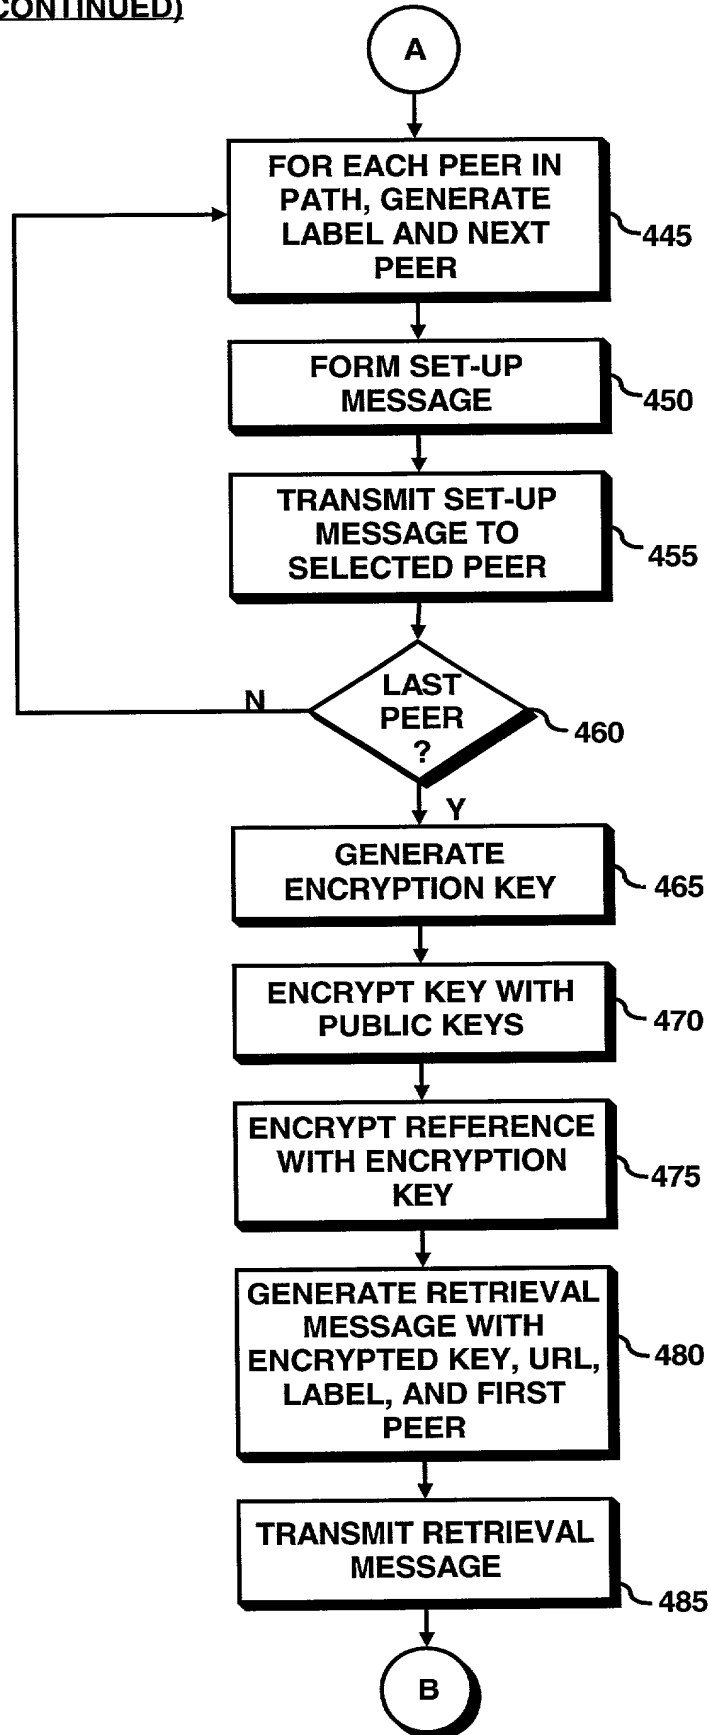 CONTINUED)
A
FOR EACH PEER IN
PATH, GENERATE
LABEL AND NEXT
PEER
445
FORM SET-UP
MESSAGE
450
TRANSMIT SET-UP
MESSAGE TO
SELECTED PEER
455
LAST
PEER
?
460
N
Y
GENERATE
ENCRYPTION KEY
465
ENCRYPT KEY WITH
PUBLIC KEYS
470
ENCRYPT REFERENCE
WITH ENCRYPTION
KEY
475
GENERATE RETRIEVAL
MESSAGE WITH
ENCRYPTED KEY, URL,
LABEL, AND FIRST
PEER
480
TRANSMIT RETRIEVAL
MESSAGE
485
B